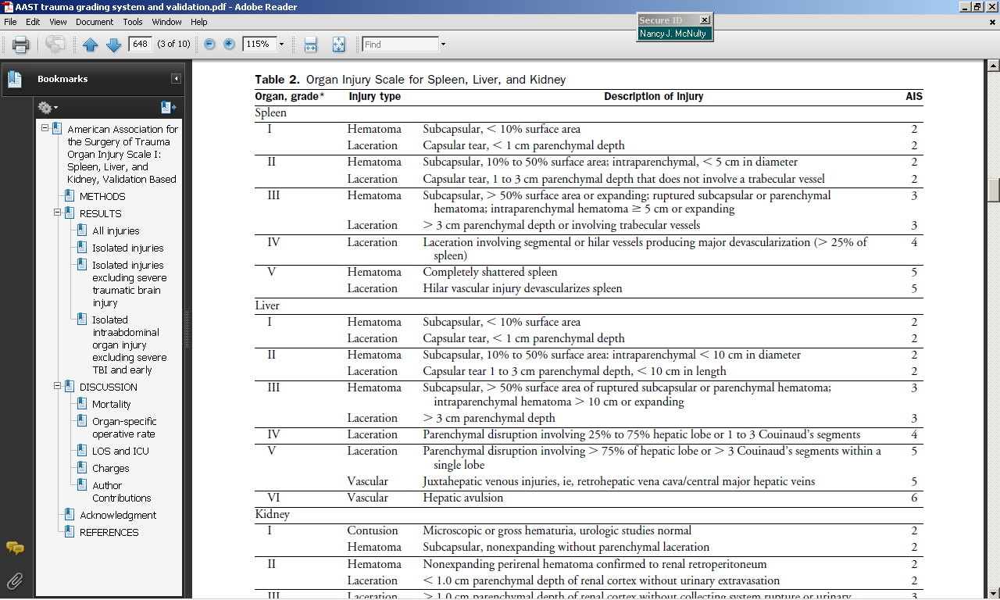 AAST trauma grading system and validation.pdf - Adobe Reader
File Edit View Document Tools Window Help
Secure ID
Nancy J. McNulty
648 (3 of 10) 115% Find
Bookmarks
American Association for
the Surgery of Trauma
Organ Injury Scale I:
Spleen, Liver, and
Kidney, Validation Based
METHODS
RESULTS
All injuries
Isolated injuries
Isolated injuries
excluding severe
traumatic brain
injury
Isolated
intraabdominal
organ injury
excluding severe
TBI and early
DISCUSSION
Mortality
Organ-specific
operative rate
LOS and ICU
Charges
Author
Contributions
Acknowledgment
REFERENCES
Table 2. Organ Injury Scale for Spleen, Liver, and Kidney
Organ, grade* Injury type Description of injury AIS
Spleen
I Hematoma Subcapsular, < 10% surface area 2
Laceration Capsular tear, < 1 cm parenchymal depth 2
II Hematoma Subcapsular, 10% to 50% surface area; intraparenchymal, < 5 cm in diameter 2
Laceration Capsular tear, 1 to 3 cm parenchymal depth that does not involve a trabecular vessel 2
III Hematoma Subcapsular, > 50% surface area or expanding; ruptured subcapsular or parenchymal 3
hematoma; intraparenchymal hematoma ≥ 5 cm or expanding
Laceration > 3 cm parenchymal depth or involving trabecular vessels 3
IV Laceration Laceration involving segmental or hilar vessels producing major devascularization (> 25% of 4
spleen)
V Hematoma Completely shattered spleen 5
Laceration Hilar vascular injury devascularizes spleen 5
Liver
I Hematoma Subcapsular, < 10% surface area 2
Laceration Capsular tear, < 1 cm parenchymal depth 2
II Hematoma Subcapsular, 10% to 50% surface area: intraparenchymal < 10 cm in diameter 2
Laceration Capsular tear 1 to 3 cm parenchymal depth, < 10 cm in length 2
III Hematoma Subcapsular, > 50% surface area of ruptured subcapsular or parenchymal hematoma; 3
intraparenchymal hematoma > 10 cm or expanding
Laceration > 3 cm parenchymal depth 3
IV Laceration Parenchymal disruption involving 25% to 75% hepatic lobe or 1 to 3 Couinaud's segments 4
V Laceration Parenchymal disruption involving > 75% of hepatic lobe or > 3 Couinaud's segments within a 5
single lobe
Vascular Juxtahepatic venous injuries, ie, retrohepatic vena cava/central major hepatic veins 5
VI Vascular Hepatic avulsion 6
Kidney
I Contusion Microscopic or gross hematuria, urologic studies normal 2
Hematoma Subcapsular, nonexpanding without parenchymal laceration 2
II Hematoma Nonexpanding perirenal hematoma confirmed to renal retroperitoneum 2
Laceration < 1.0 cm parenchymal depth of renal cortex without urinary extravasation 2
III Laceration > 1.0 cm parenchymal depth of renal cortex without collecting system rupture or urinary 3